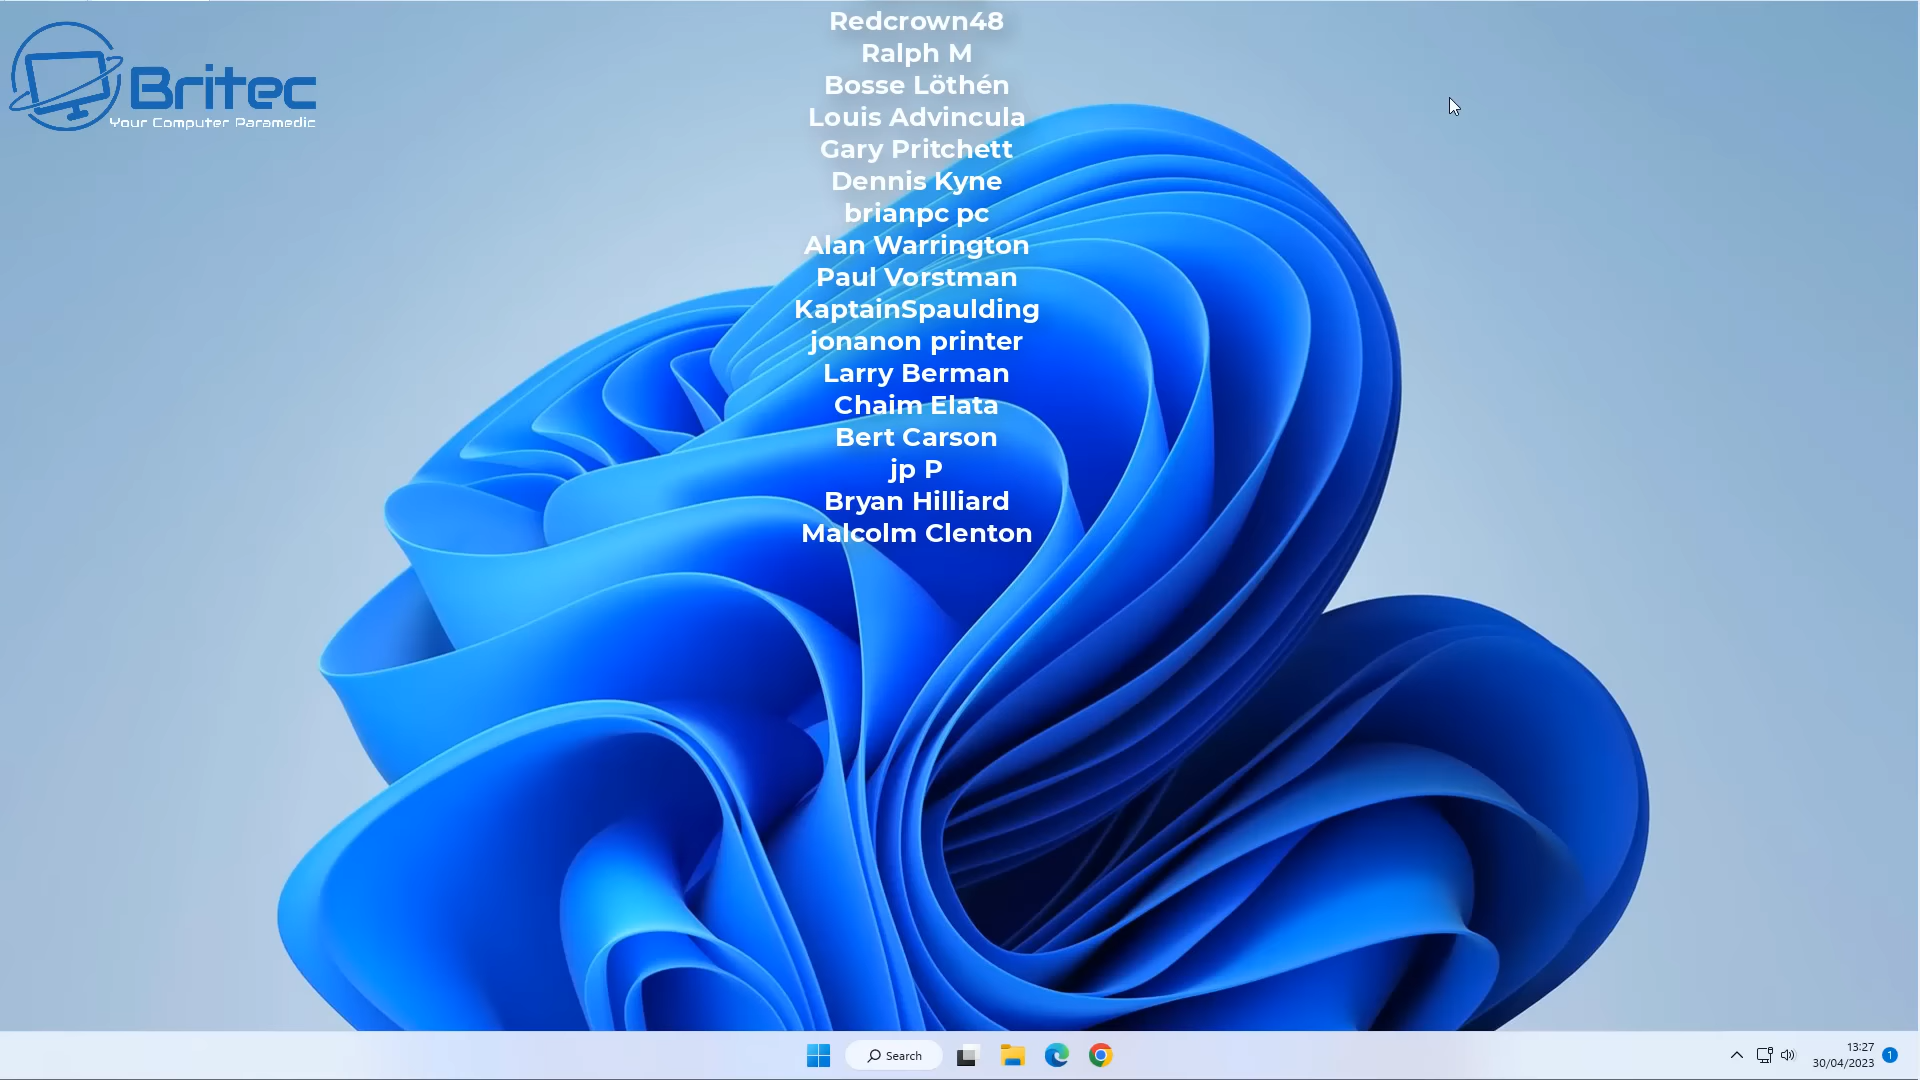 Redcrown48
Ralph M
Bosse Löthén
Louis Advincula
Gary Pritchett
Dennis Kyne
brianpc pc
Alan Warrington
Paul Vorstman
KaptainSpaulding
jonanon printer
Larry Berman
Chaim Elata
Bert Carson
jp P
Bryan Hilliard
Malcolm Clenton
Britec
Your Computer Paramedic
Search
13:27
30/04/2023
1